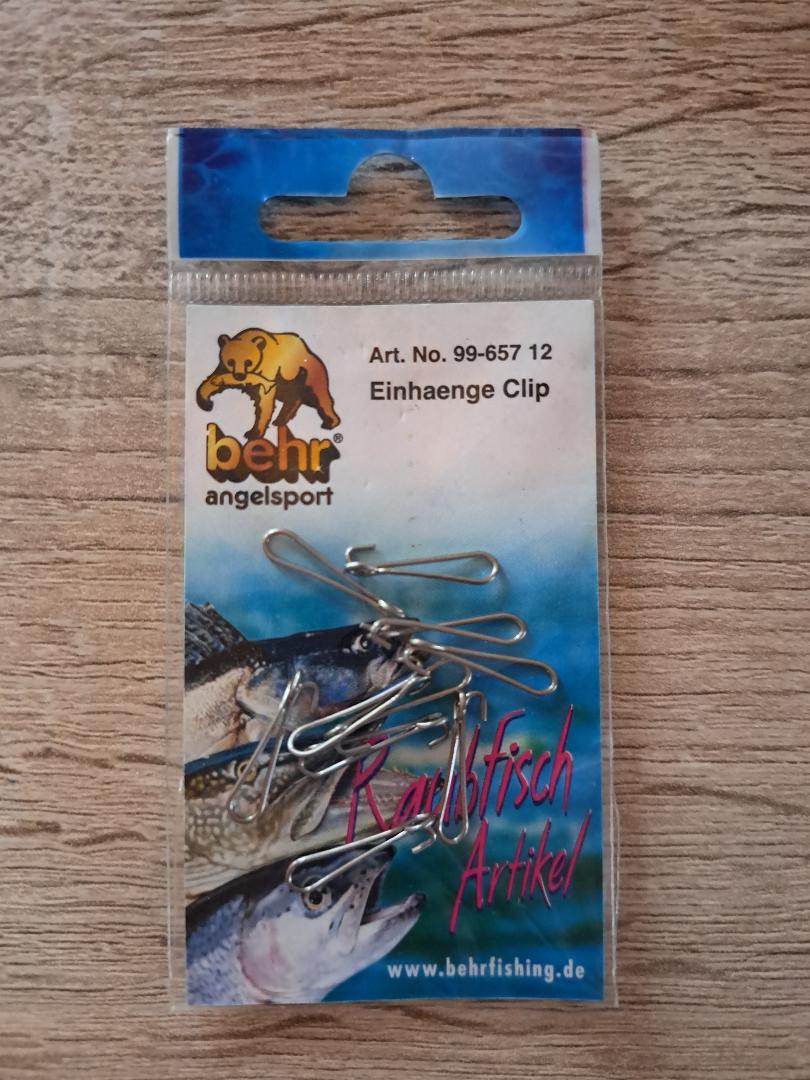 Art. No. 99-657 12
Einhaenge Clip
behr®
angelsport
Raubfisch
Artikel
www.behrfishing.de